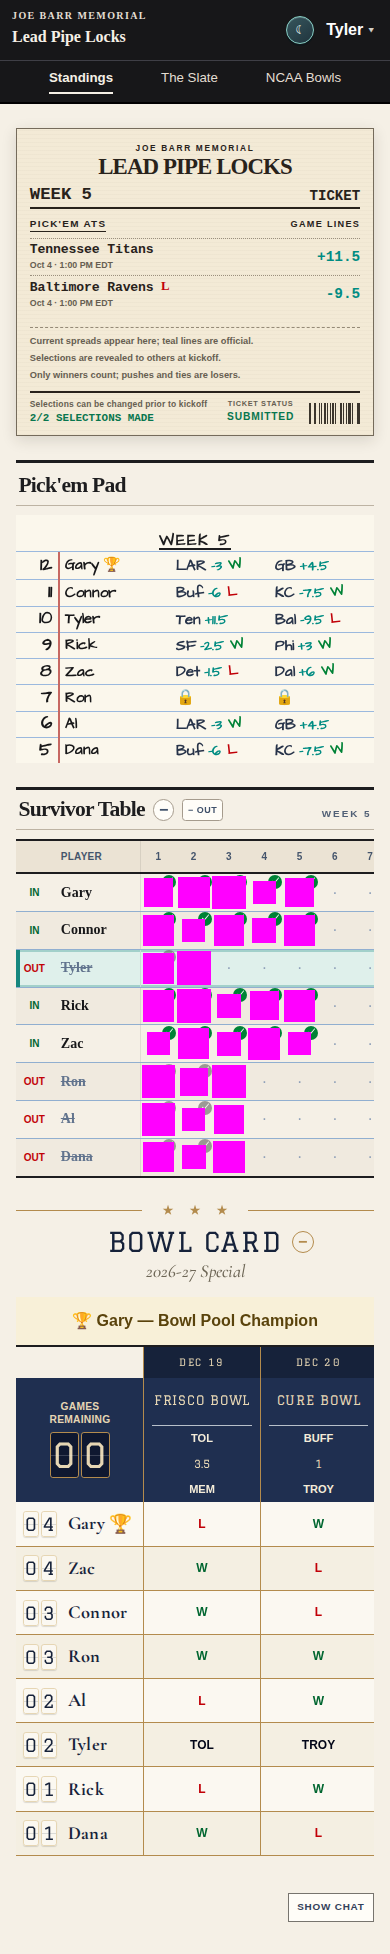 JOE BARR MEMORIAL
Lead Pipe Locks
Tyler
Standings The Slate NCAA Bowls
JOE BARR MEMORIAL
LEAD PIPE LOCKS
WEEK 5 TICKET
PICK'EM ATS GAME LINES
Tennessee Titans +11.5
Oct 4 · 1:00 PM EDT
Baltimore Ravens L -9.5
Oct 4 · 1:00 PM EDT
Current spreads appear here; teal lines are official.
Selections are revealed to others at kickoff.
Only winners count; pushes and ties are losers.
Selections can be changed prior to kickoff
2/2 SELECTIONS MADE
TICKET STATUS
SUBMITTED
Pick'em Pad
WEEK 5
12 Gary 🏆 LAR -3 W GB +4.5
11 Connor Buf -6 L KC -7.5 W
10 Tyler Ten +11.5 Bal -9.5 L
9 Rick SF -2.5 W Phi +3 W
8 Zac Det -1.5 L Dal +6 W
7 Ron 🔒 🔒
6 Al LAR -3 W GB +4.5
5 Dana Buf -6 L KC -7.5 W
Survivor Table − − OUT WEEK 5
PLAYER 1 2 3 4 5 6 7
IN Gary · ·
IN Connor · ·
OUT Tyler · · · · ·
IN Rick · ·
IN Zac · ·
OUT Ron · · · ·
OUT Al · · · ·
OUT Dana · · · ·
★ ★ ★
BOWL CARD −
2026-27 Special
🏆 Gary — Bowl Pool Champion
DEC 19 DEC 20
GAMES REMAINING
00
FRISCO BOWL CURE BOWL
TOL BUFF
3.5 1
MEM TROY
04 Gary 🏆 L W
04 Zac W L
03 Connor W L
03 Ron W W
02 Al L W
02 Tyler TOL TROY
01 Rick L W
01 Dana W L
SHOW CHAT